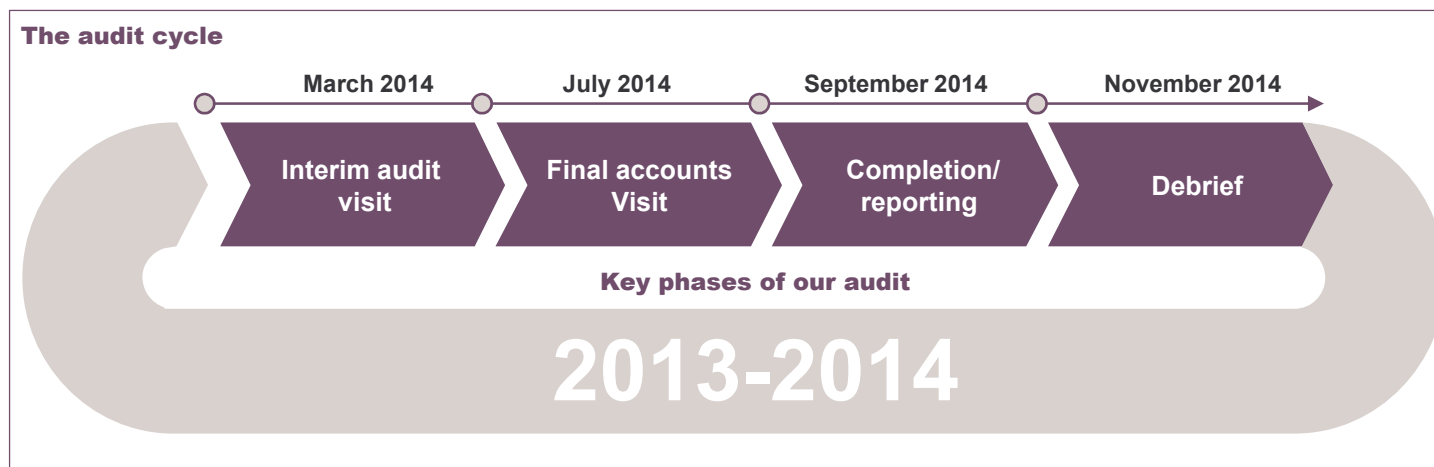 The audit cycle
March 2014
July 2014
September 2014
November 2014
Interim audit
visit
Final accounts
Visit
Completion/
reporting
Debrief
Key phases of our audit
2013-2014